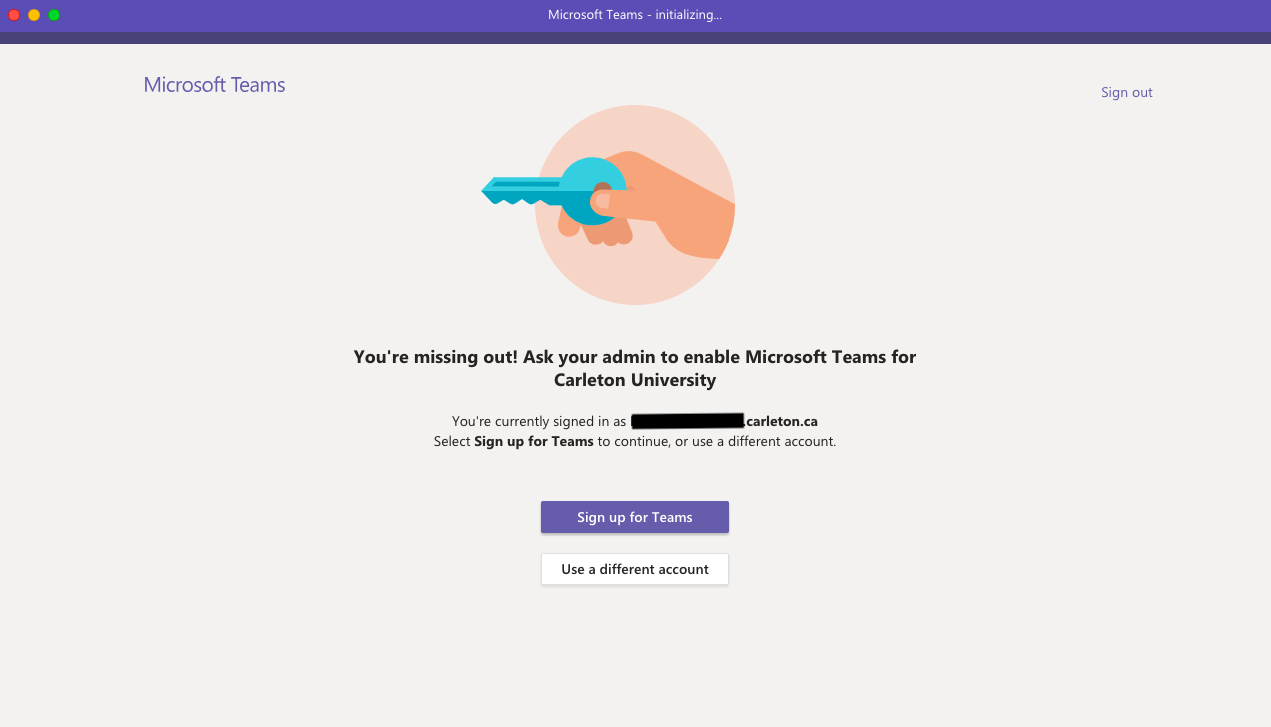 Microsoft Teams - initializing...
Microsoft Teams
Sign out
You're missing out! Ask your admin to enable Microsoft Teams for
Carleton University
You're currently signed in as .carleton.ca
Select Sign up for Teams to continue, or use a different account.
Sign up for Teams
Use a different account